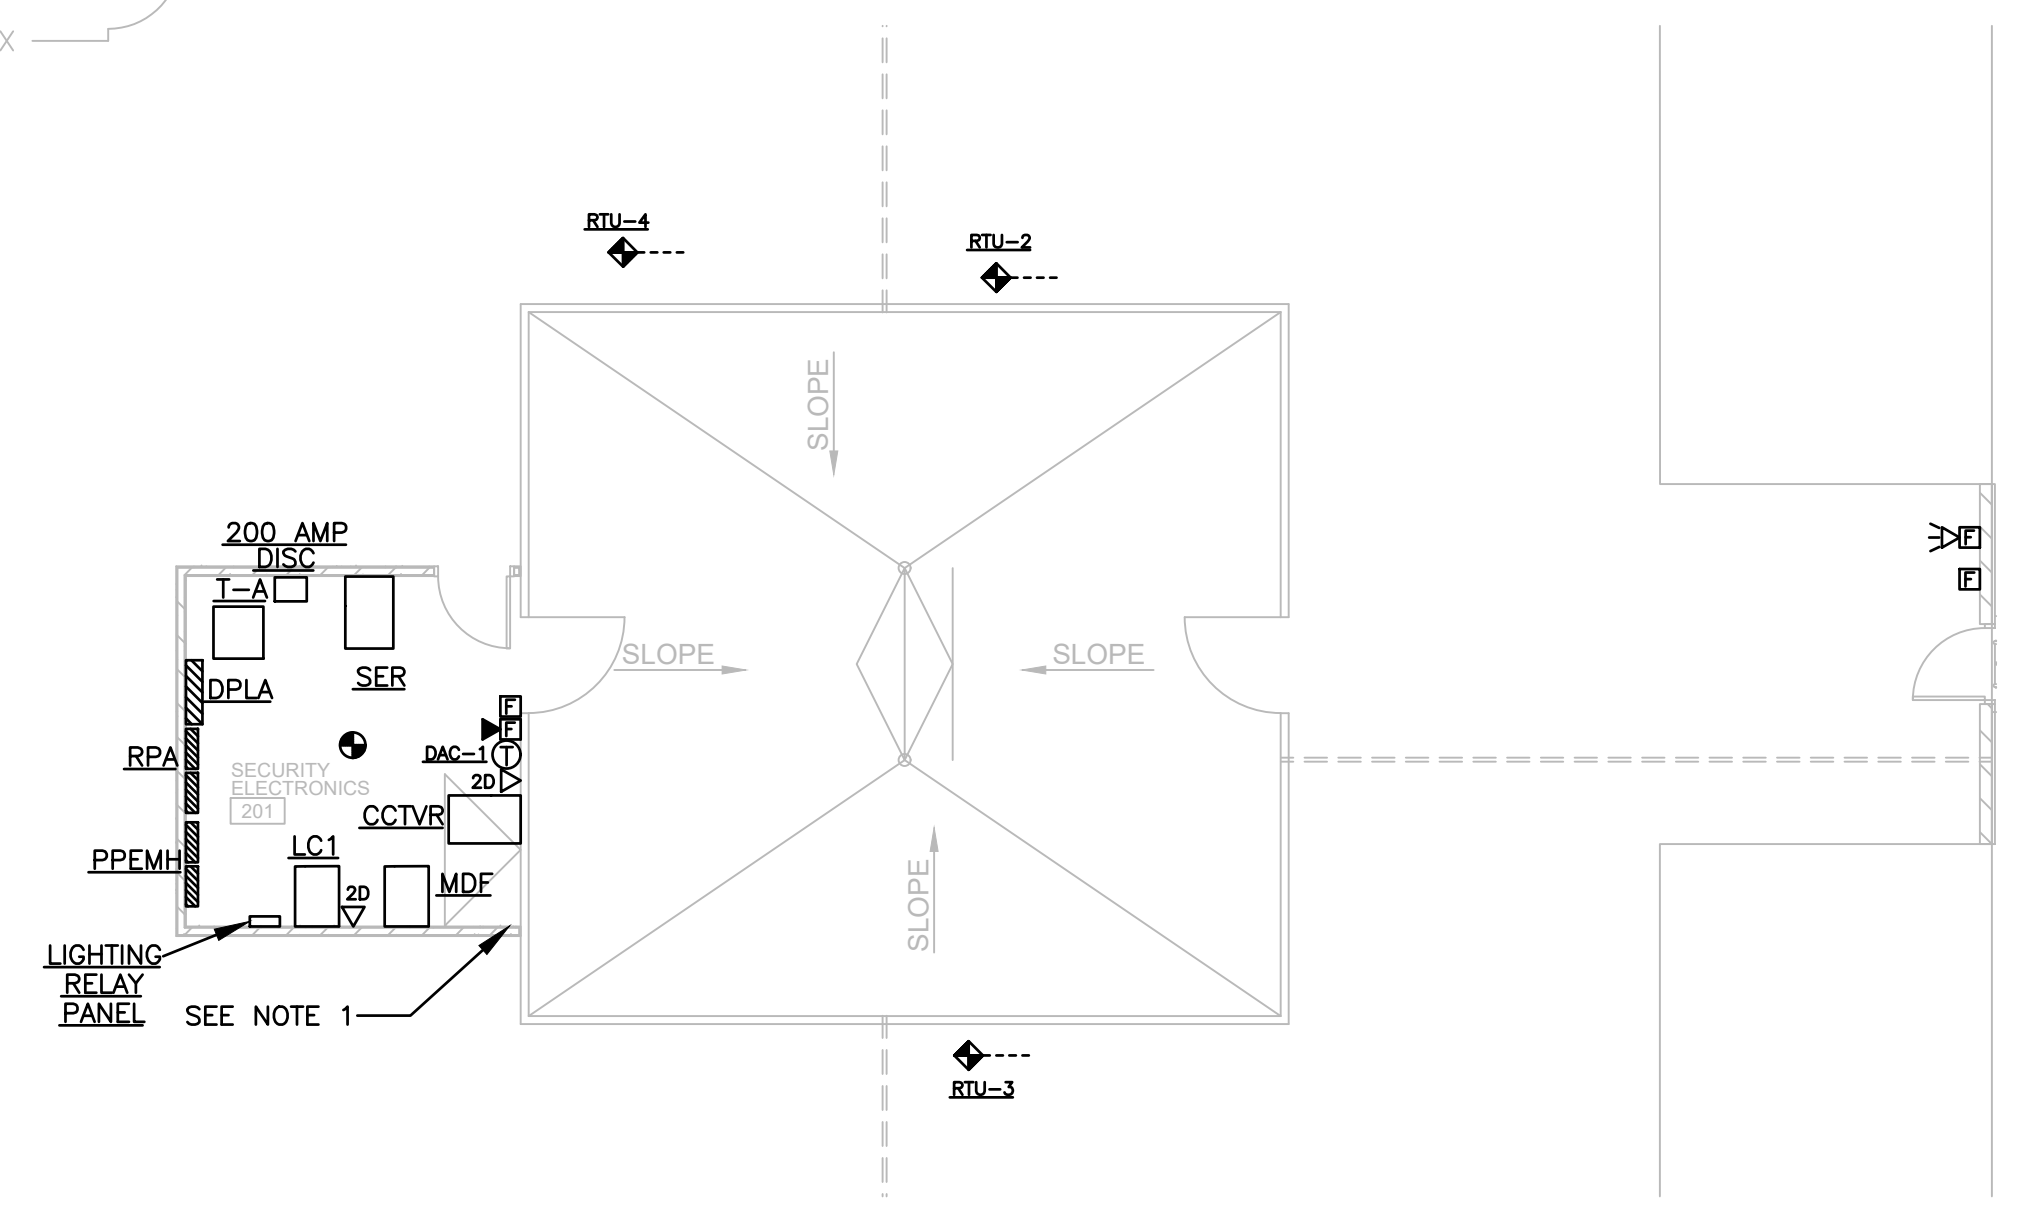 X
RTU-4
RTU-2
SLOPE
200 AMP
DISC
T-A
F
F
SLOPE
SLOPE
SER
DPLA
F
F
RPA
DAC-1
T
SECURITY
ELECTRONICS
201
2D
CCTVR
LC1
PPEMH
MDF
2D
SLOPE
LIGHTING
RELAY
PANEL
SEE NOTE 1
RTU-3